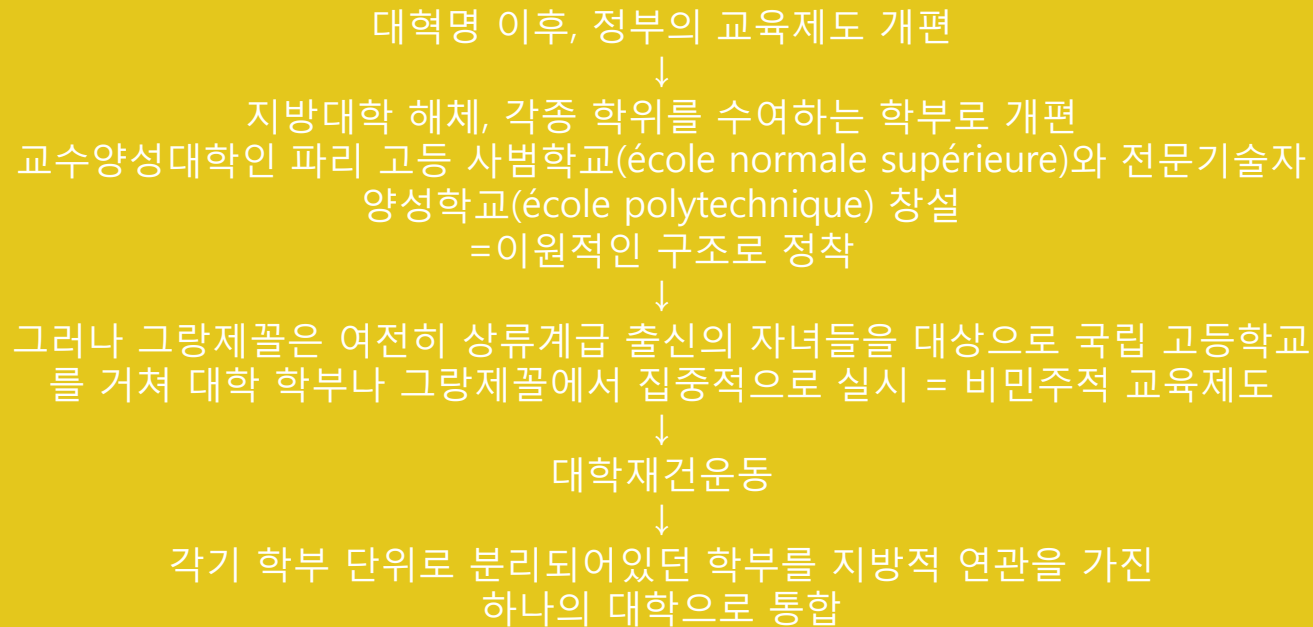 대혁명 이후, 정부의 교육제도 개편
↓
지방대학 해체, 각종 학위를 수여하는 학부로 개편
교수양성대학인 파리 고등 사범학교(école normale supérieure)와 전문기술자
양성학교(école polytechnique) 창설
=이원적인 구조로 정착
↓
그러나 그랑제꼴은 여전히 상류계급 출신의 자녀들을 대상으로 국립 고등학교
를 거쳐 대학 학부나 그랑제꼴에서 집중적으로 실시 = 비민주적 교육제도
↓
대학재건운동
↓
각기 학부 단위로 분리되어있던 학부를 지방적 연관을 가진
하나의 대학으로 통합